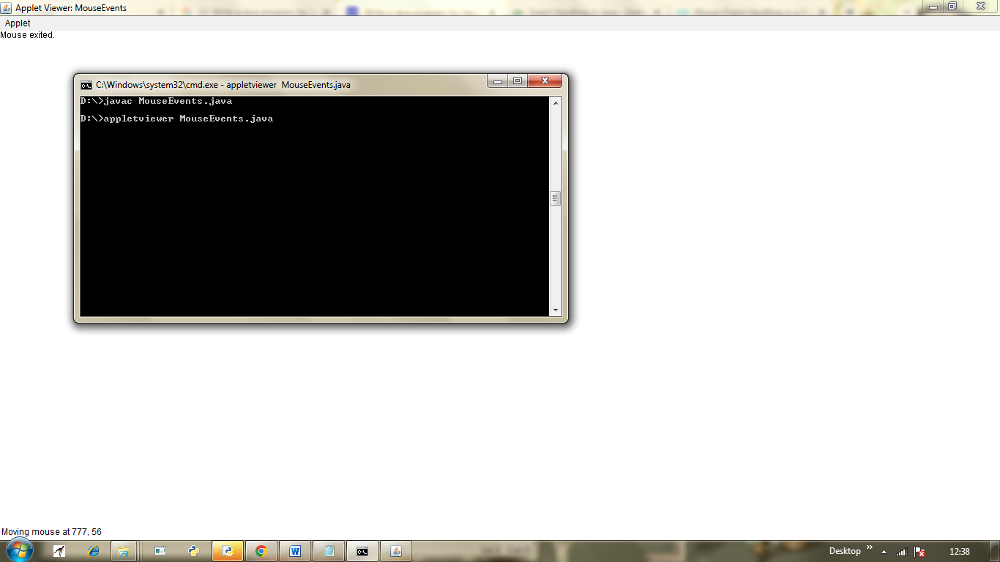 Applet Viewer: MouseEvents
Applet
Mouse exited.
C:\Windows\system32\cmd.exe - appletviewer  MouseEvents.java
D:\>javac MouseEvents.java
D:\>appletviewer MouseEvents.java
Moving mouse at 777, 56
Desktop
12:38